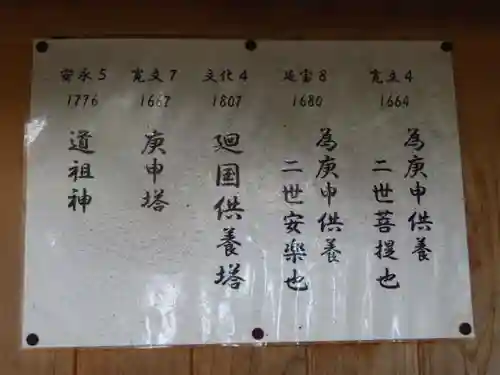 寛文4
1664
為庚申供養
二世菩提也
延宝8
1680
為庚申供養
二世安楽也
文化4
1807
廻国供養塔
寛文7
1667
庚申塔
安永5
1776
道祖神